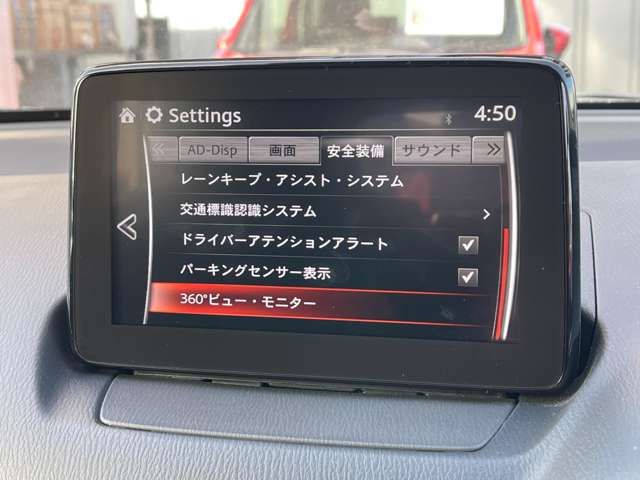 Settings 4:50
AD-Disp 画面 安全装備 サウンド
レーンキープ・アシスト・システム
交通標識認識システム
ドライバーアテンションアラート
パーキングセンサー表示
360°ビュー・モニター